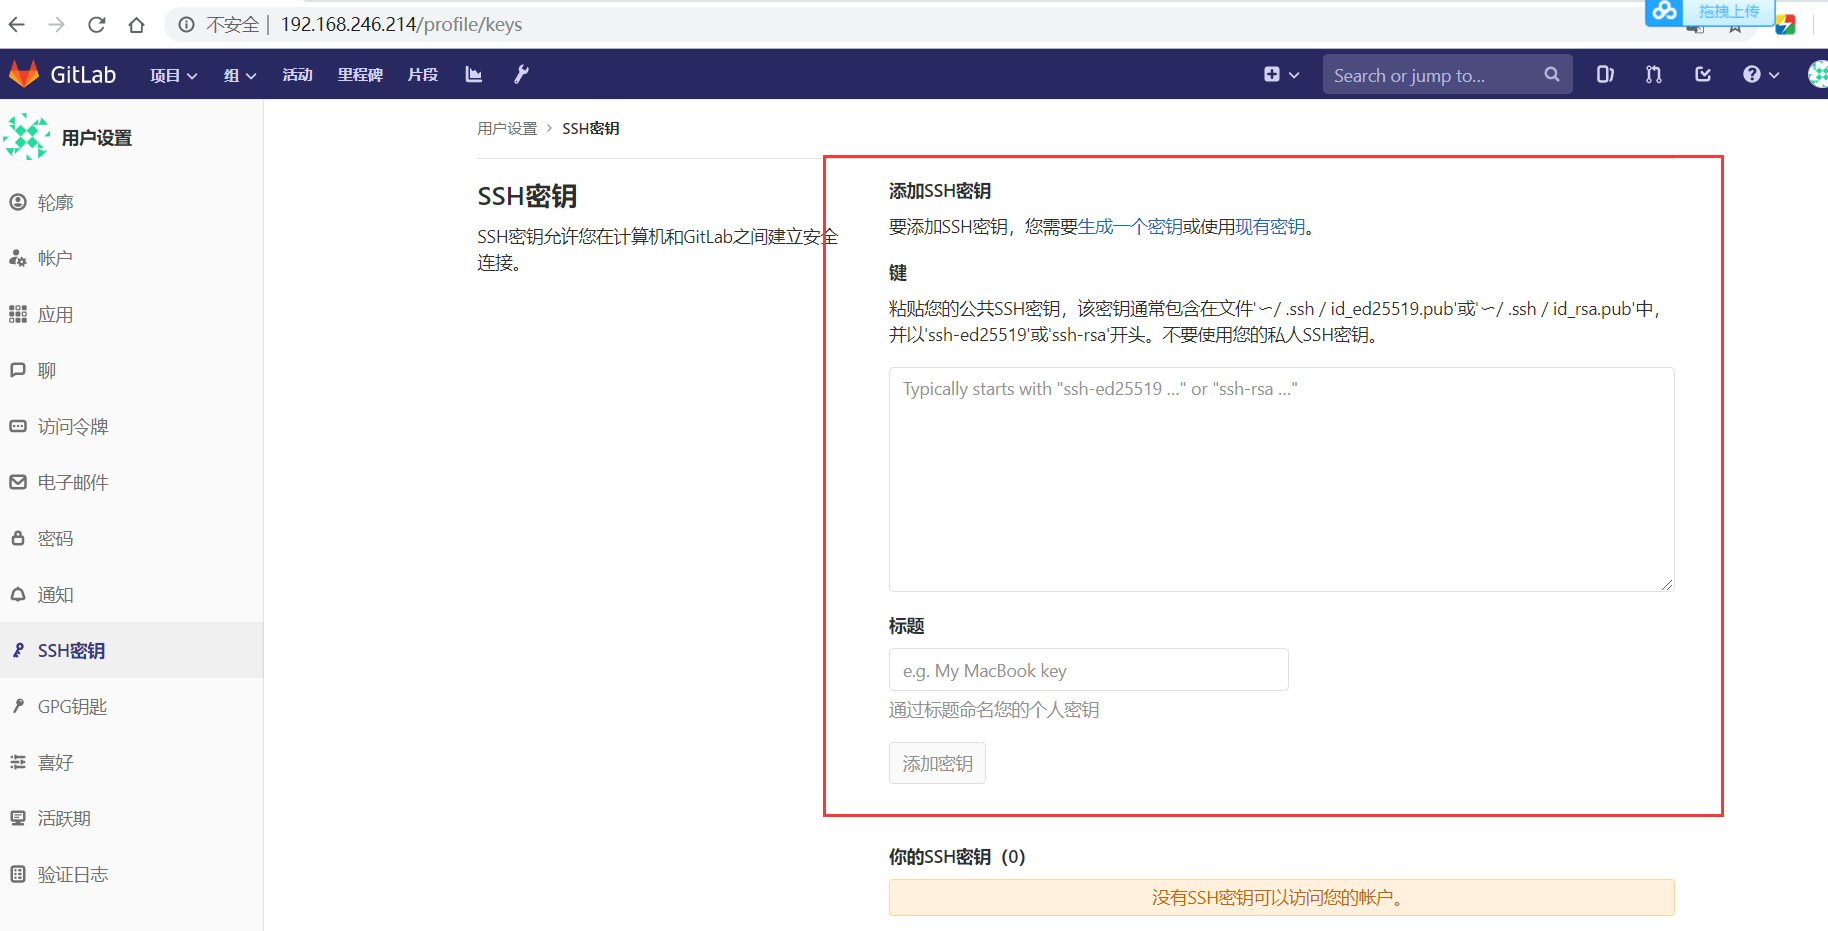 不安全 | 192.168.246.214/profile/keys
拖拽上传
GitLab 项目 组 活动 里程碑 片段
Search or jump to...
用户设置
轮廓
帐户
应用
聊
访问令牌
电子邮件
密码
通知
SSH密钥
GPG钥匙
喜好
活跃期
验证日志
用户设置 › SSH密钥
SSH密钥
SSH密钥允许您在计算机和GitLab之间建立安全
连接。
添加SSH密钥
要添加SSH密钥，您需要生成一个密钥或使用现有密钥。
键
粘贴您的公共SSH密钥，该密钥通常包含在文件'〜/ .ssh / id_ed25519.pub'或'〜/ .ssh / id_rsa.pub'中，
并以'ssh-ed25519'或'ssh-rsa'开头。不要使用您的私人SSH密钥。
Typically starts with "ssh-ed25519 ..." or "ssh-rsa ..."
标题
e.g. My MacBook key
通过标题命名您的个人密钥
添加密钥
你的SSH密钥（0）
没有SSH密钥可以访问您的帐户。